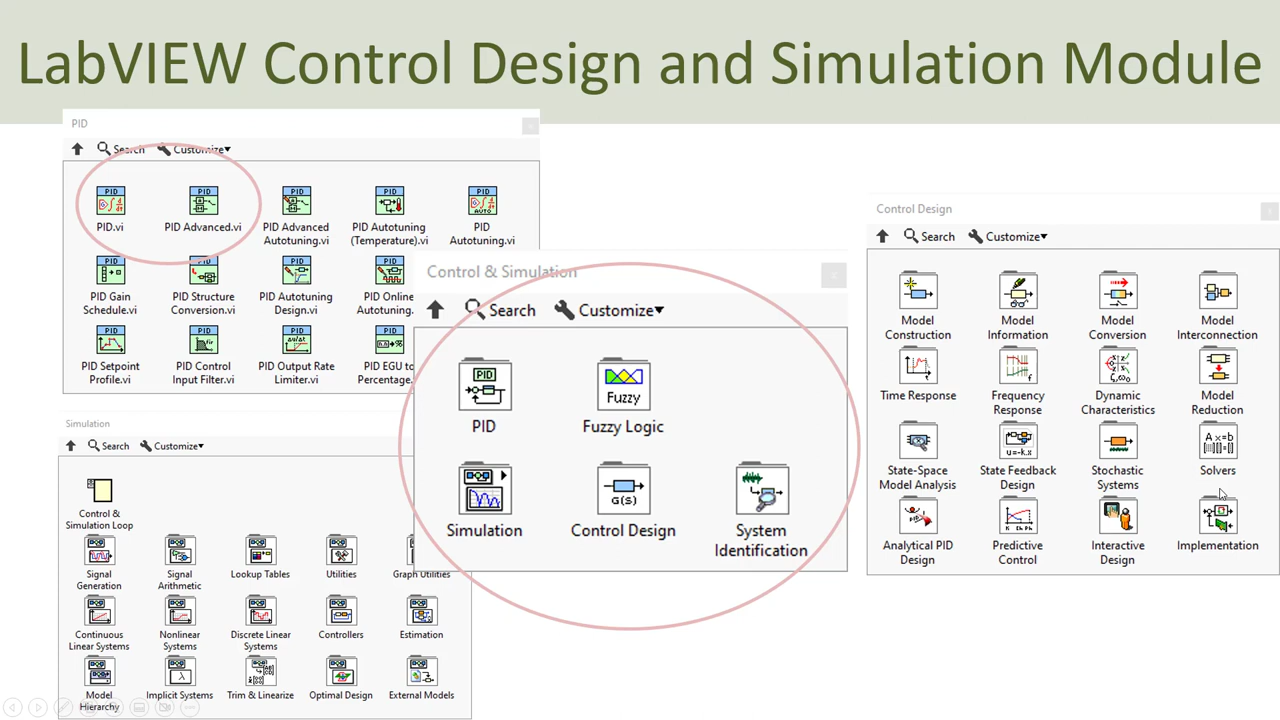 LabVIEW Control Design and Simulation Module
PID
Search Customize
PID.vi
PID Advanced.vi
PID Advanced
Autotuning.vi
PID Autotuning
(Temperature).vi
PID
Autotuning.vi
PID Gain
Schedule.vi
PID Structure
Conversion.vi
PID Autotuning
Design.vi
PID Online
Autotuning.
PID Setpoint
Profile.vi
PID Control
Input Filter.vi
PID Output Rate
Limiter.vi
PID EGU to
Percentage.
Control & Simulation
Search Customize
PID
Fuzzy
Fuzzy Logic
Simulation
G(s)
Control Design
System
Identification
Simulation
Search Customize
Control &
Simulation Loop
Signal
Generation
Signal
Arithmetic
Lookup Tables
Utilities
Graph Utilities
Continuous
Linear Systems
Nonlinear
Systems
Discrete Linear
Systems
Controllers
Estimation
Model
Hierarchy
Implicit Systems
Trim & Linearize
Optimal Design
External Models
Control Design
Search Customize
Model
Construction
Model
Information
Model
Conversion
Model
Interconnection
Time Response
Frequency
Response
Dynamic
Characteristics
Model
Reduction
State-Space
Model Analysis
u=-k.x
State Feedback
Design
Stochastic
Systems
A x=b
Solvers
Analytical PID
Design
Predictive
Control
Interactive
Design
Implementation